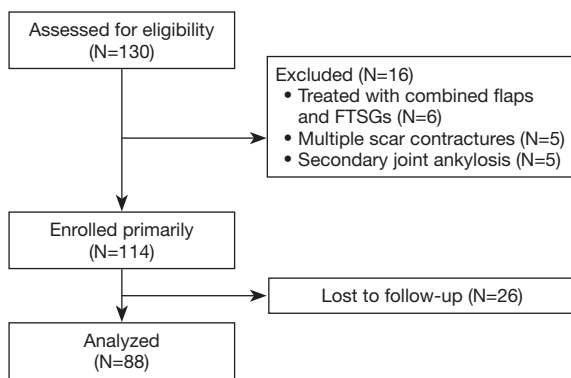 Assessed for eligibility
(N=130)
Excluded (N=16)
• Treated with combined flaps
and FTSGs (N=6)
• Multiple scar contractures (N=5)
• Secondary joint ankylosis (N=5)
Enrolled primarily
(N=114)
Lost to follow-up (N=26)
Analyzed
(N=88)